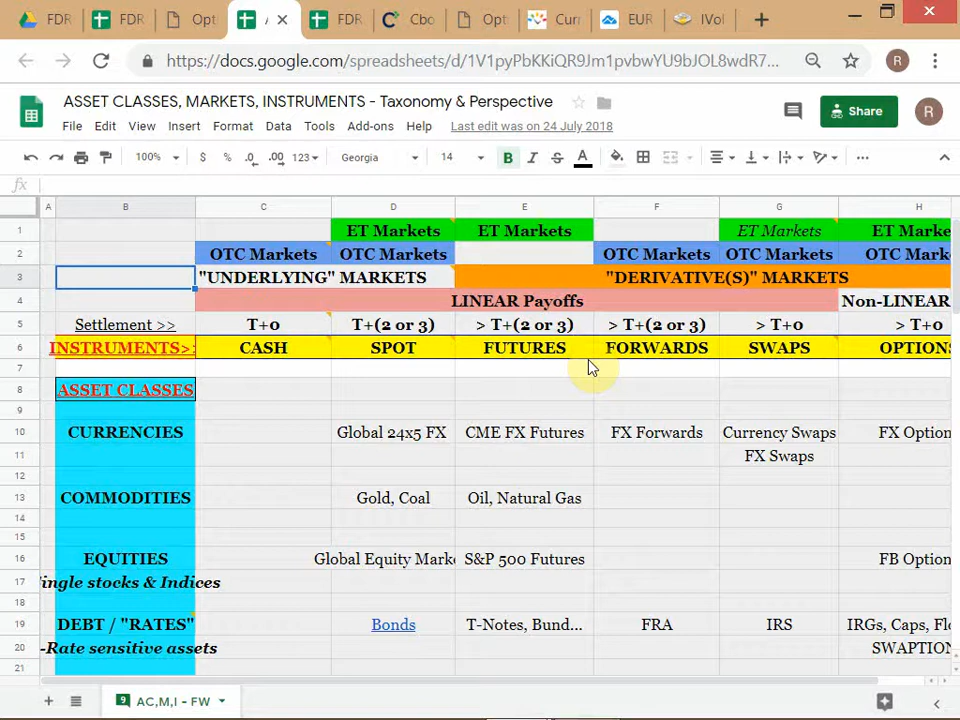 FDR
FDR
Opt
FDR
Cbo
Opt
Curr
EUR
IVol
https://docs.google.com/spreadsheets/d/1V1pyPbKKiQR9Jm1pvbwYU9bJOL8wdR7...
R
ASSET CLASSES, MARKETS, INSTRUMENTS - Taxonomy & Perspective
Share
R
File Edit View Insert Format Data Tools Add-ons Help Last edit was on 24 July 2018
100% $ % .0 .00 123 Georgia 14 B I S A
fx
A B C D E F G H
1 ET Markets ET Markets ET Markets ET Marke
2 OTC Markets OTC Markets OTC Markets OTC Markets OTC Mark
3 "UNDERLYING" MARKETS "DERIVATIVE(S)" MARKETS
4 LINEAR Payoffs Non-LINEAR
5 Settlement >> T+0 T+(2 or 3) > T+(2 or 3) > T+(2 or 3) > T+0 > T+0
6 INSTRUMENTS>> CASH SPOT FUTURES FORWARDS SWAPS OPTIONS
7
8 ASSET CLASSES
9
10 CURRENCIES Global 24x5 FX CME FX Futures FX Forwards Currency Swaps FX Option
11 FX Swaps
12
13 COMMODITIES Gold, Coal Oil, Natural Gas
14
15
16 EQUITIES Global Equity Marke S&P 500 Futures FB Option
17 ingle stocks & Indices
18
19 DEBT / "RATES" Bonds T-Notes, Bund... FRA IRS IRGs, Caps, Flo
20 -Rate sensitive assets SWAPTION
21
9 AC,M,I - FW